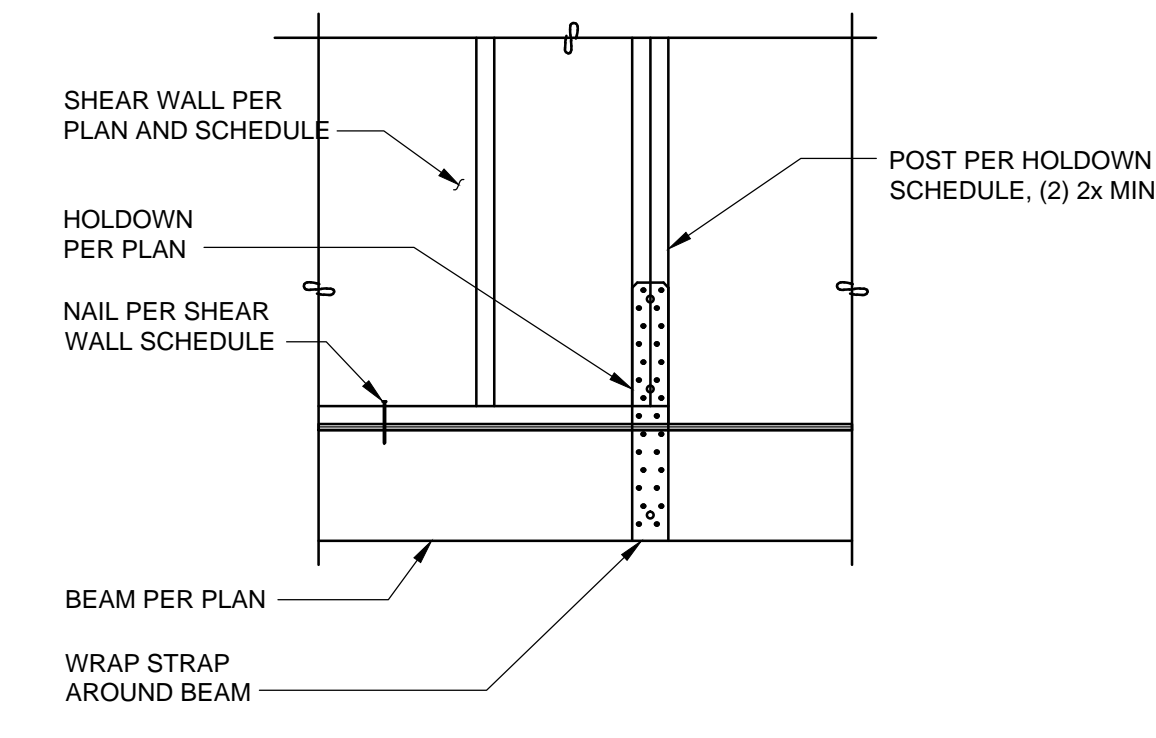 SHEAR WALL PER
PLAN AND SCHEDULE
HOLDOWN
PER PLAN
NAIL PER SHEAR
WALL SCHEDULE
POST PER HOLDOWN
SCHEDULE, (2) 2x MIN
BEAM PER PLAN
WRAP STRAP
AROUND BEAM